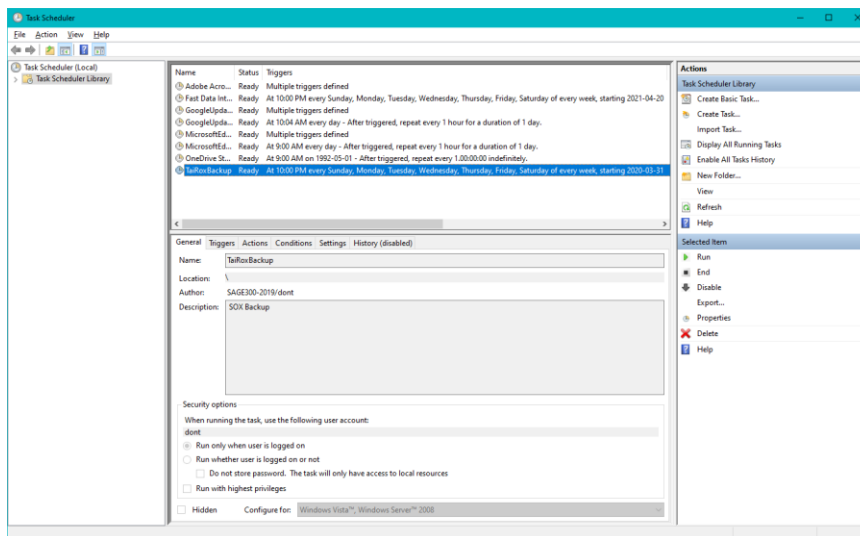 Task Scheduler
File Action View Help
Task Scheduler (Local)
Task Scheduler Library
Name Status Triggers
Adobe Acro... Ready Multiple triggers defined
Fast Data Int... Ready At 10:00 PM every Sunday, Monday, Tuesday, Wednesday, Thursday, Friday, Saturday of every week, starting 2021-04-20
GoogleUpda... Ready Multiple triggers defined
GoogleUpda... Ready At 10:04 AM every day - After triggered, repeat every 1 hour for a duration of 1 day.
MicrosoftEd... Ready Multiple triggers defined
MicrosoftEd... Ready At 9:00 AM every day - After triggered, repeat every 1 hour for a duration of 1 day.
OneDrive St... Ready At 9:00 AM on 1992-05-01 - After triggered, repeat every 1.00:00:00 indefinitely.
TaiRoxBackup Ready At 10:00 PM every Sunday, Monday, Tuesday, Wednesday, Thursday, Friday, Saturday of every week, starting 2020-03-31
General Triggers Actions Conditions Settings History (disabled)
Name: TaiRoxBackup
Location: \
Author: SAGE300-2019/dont
Description: SOX Backup
Security options
When running the task, use the following user account:
dont
Run only when user is logged on
Run whether user is logged on or not
Do not store password. The task will only have access to local resources
Run with highest privileges
Hidden Configure for: Windows Vista™, Windows Server™ 2008
Actions
Task Scheduler Library
Create Basic Task...
Create Task...
Import Task...
Display All Running Tasks
Enable All Tasks History
New Folder...
View
Refresh
Help
Selected Item
Run
End
Disable
Export...
Properties
Delete
Help